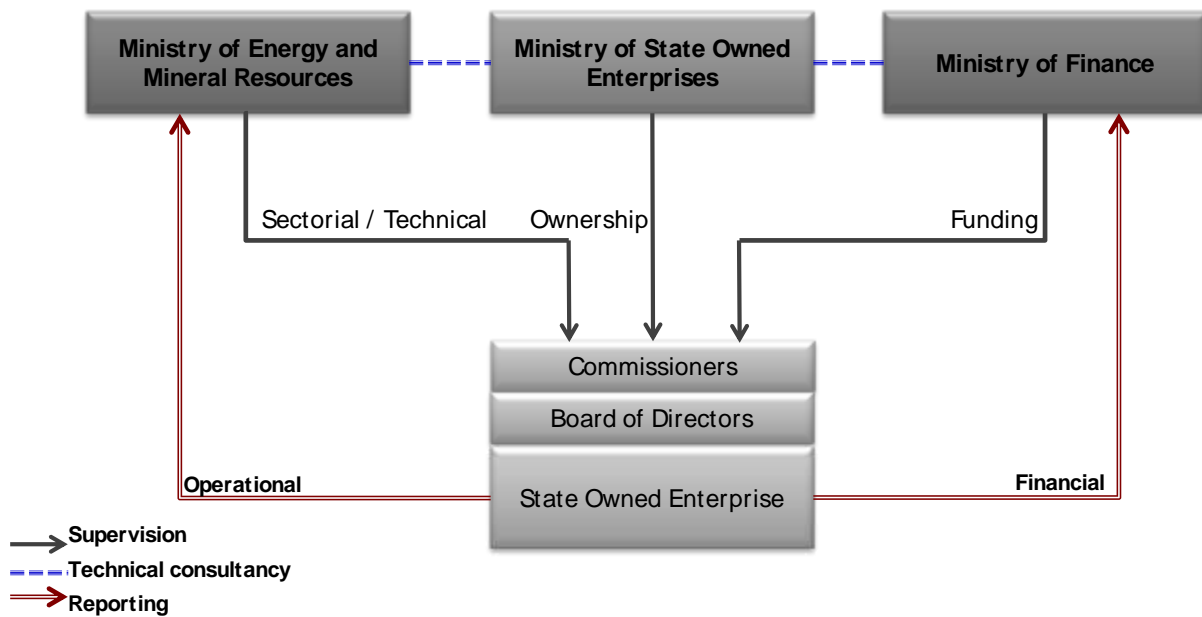 Ministry of Energy and
Mineral Resources
Ministry of State Owned
Enterprises
Ministry of Finance
Sectorial / Technical
Ownership
Funding
Commissioners
Board of Directors
State Owned Enterprise
Operational
Financial
Supervision
Technical consultancy
Reporting